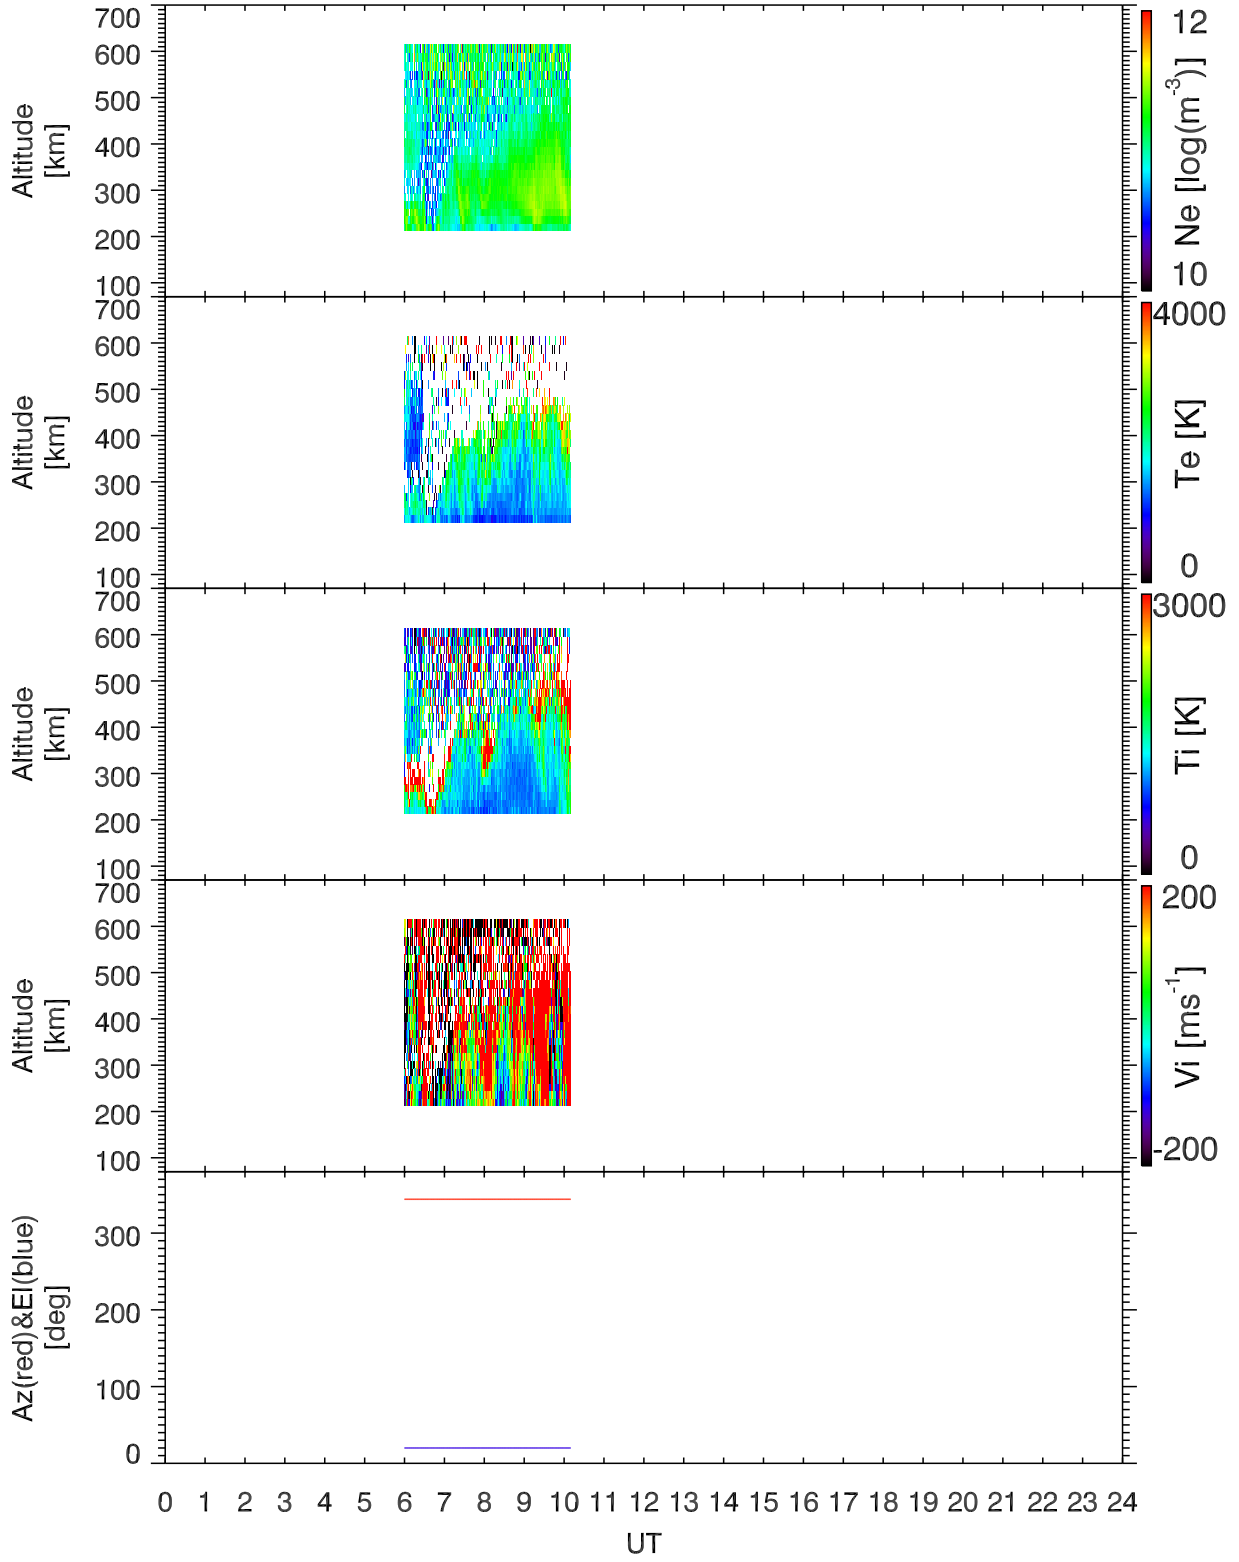 700
600
500
400
300
200
100
Altitude
[km]
12
10
Ne [log(m⁻³)]
700
600
500
400
300
200
100
Altitude
[km]
4000
0
Te [K]
700
600
500
400
300
200
100
Altitude
[km]
3000
0
Ti [K]
700
600
500
400
300
200
100
Altitude
[km]
200
-200
Vi [ms⁻¹]
300
200
100
0
Az(red)&El(blue)
[deg]
0 1 2 3 4 5 6 7 8 9 10 11 12 13 14 15 16 17 18 19 20 21 22 23 24
UT